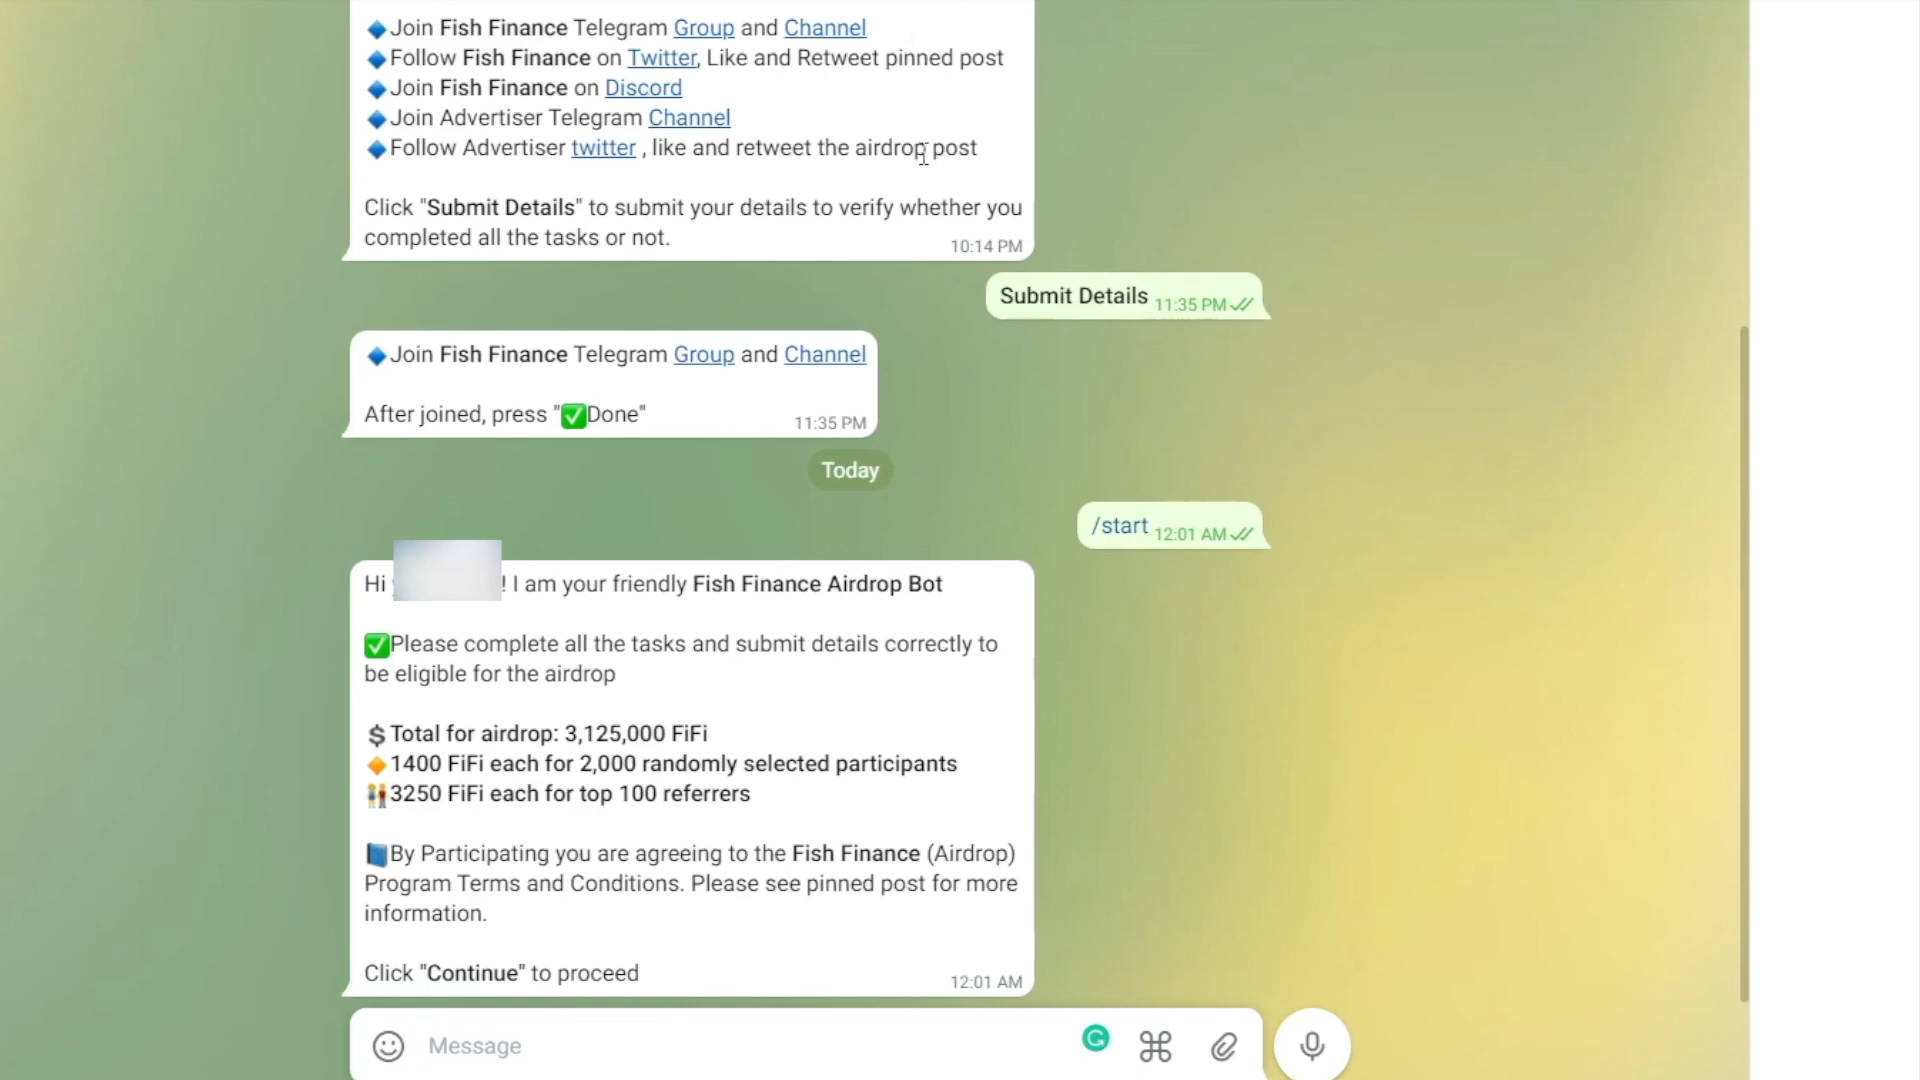 Join Fish Finance Telegram Group and Channel
Follow Fish Finance on Twitter, Like and Retweet pinned post
Join Fish Finance on Discord
Join Advertiser Telegram Channel
Follow Advertiser twitter , like and retweet the airdrop post
Click "Submit Details" to submit your details to verify whether you
completed all the tasks or not.
10:14 PM
Submit Details 11:35 PM
Join Fish Finance Telegram Group and Channel
After joined, press "✅Done"
11:35 PM
Today
/start 12:01 AM
Hi ! I am your friendly Fish Finance Airdrop Bot
✅Please complete all the tasks and submit details correctly to
be eligible for the airdrop
💲Total for airdrop: 3,125,000 FiFi
🔸1400 FiFi each for 2,000 randomly selected participants
👫3250 FiFi each for top 100 referrers
📘By Participating you are agreeing to the Fish Finance (Airdrop)
Program Terms and Conditions. Please see pinned post for more
information.
Click "Continue" to proceed
12:01 AM
Message